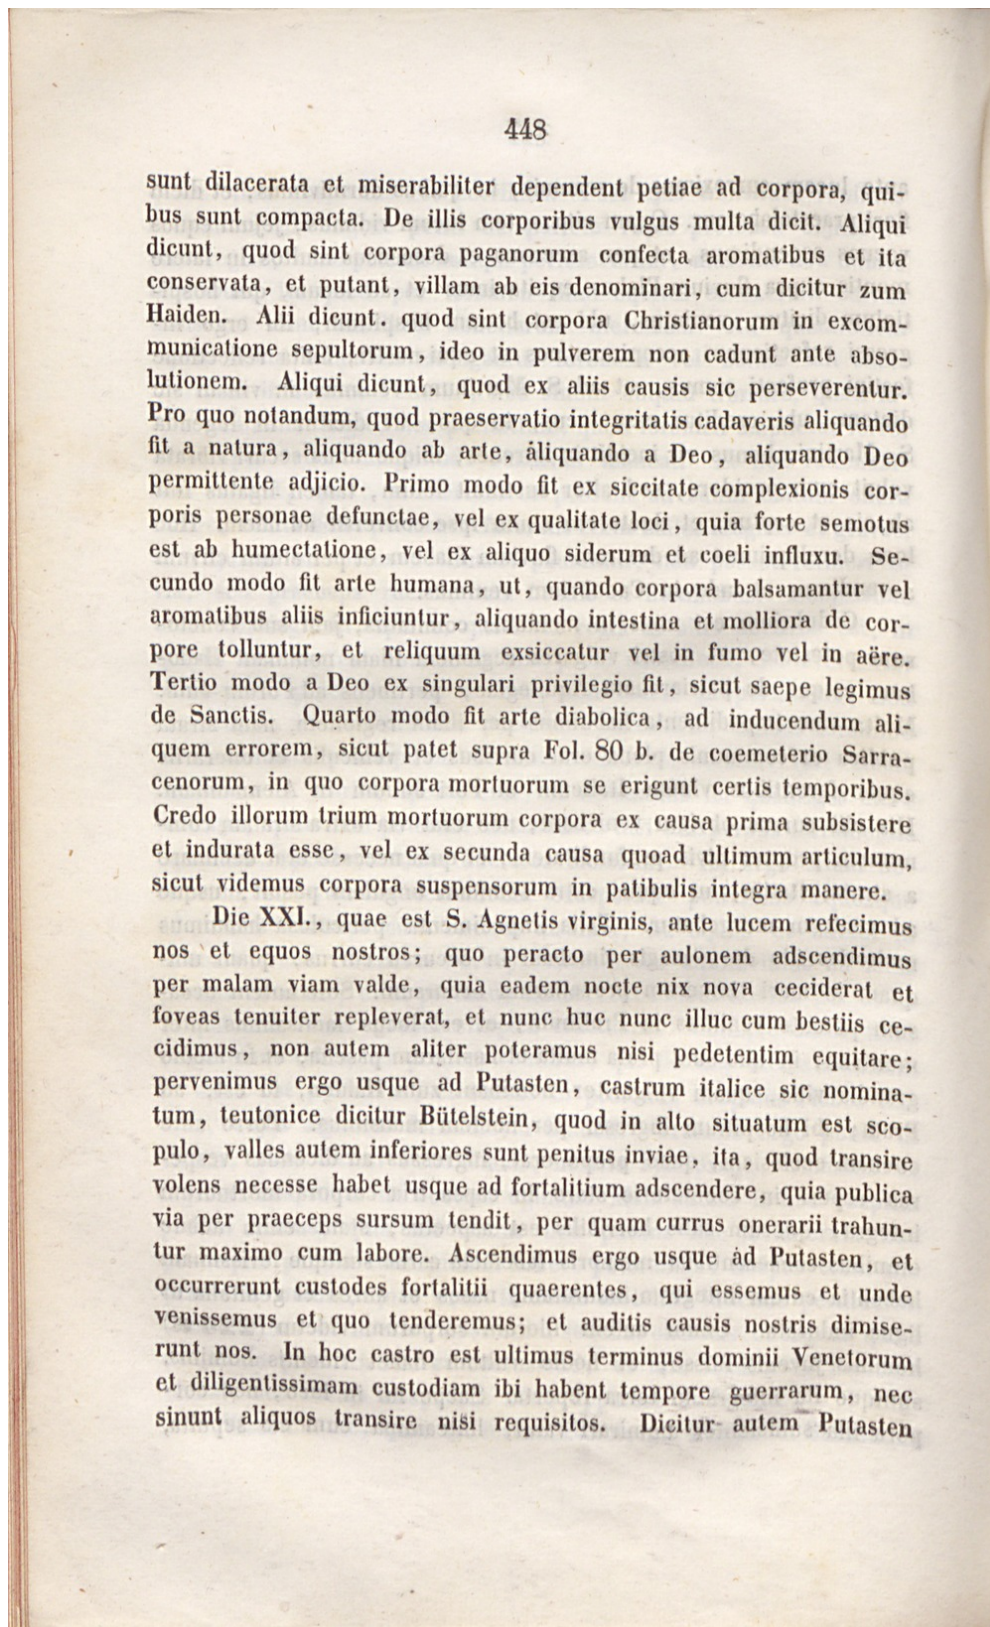 448
sunt dilacerata et miserabiliter dependent petiae ad corpora, qui-
bus sunt compacta. De illis corporibus vulgus multa dicit. Aliqui
dicunt, quod sint corpora paganorum confecta aromatibus et ita
conservata, et putant, villam ab eis denominari, cum dicitur zum
Haiden. Alii dicunt. quod sint corpora Christianorum in excom-
municatione sepultorum, ideo in pulverem non cadunt ante abso-
lutionem. Aliqui dicunt, quod ex aliis causis sic perseverentur.
Pro quo notandum, quod praeservatio integritatis cadaveris aliquando
fit a natura, aliquando ab arte, áliquando a Deo, aliquando Deo
permittente adjicio. Primo modo fit ex siccitate complexionis cor-
poris personae defunctae, vel ex qualitate loci, quia forte semotus
est ab humectatione, vel ex aliquo siderum et coeli influxu. Se-
cundo modo fit arte humana, ut, quando corpora balsamantur vel
aromatibus aliis inficiuntur, aliquando intestina et molliora de cor-
pore tolluntur, et reliquum exsiccatur vel in fumo vel in aëre.
Tertio modo a Deo ex singulari privilegio fit, sicut saepe legimus
de Sanctis. Quarto modo fit arte diabolica, ad inducendum ali-
quem errorem, sicut patet supra Fol. 80 b. de coemeterio Sarra-
cenorum, in quo corpora mortuorum se erigunt certis temporibus.
Credo illorum trium mortuorum corpora ex causa prima subsistere
et indurata esse, vel ex secunda causa quoad ultimum articulum,
sicut videmus corpora suspensorum in patibulis integra manere.
Die XXI., quae est S. Agnetis virginis, ante lucem refecimus
nos et equos nostros; quo peracto per aulonem adscendimus
per malam viam valde, quia eadem nocte nix nova ceciderat et
foveas tenuiter repleverat, et nunc huc nunc illuc cum bestiis ce-
cidimus, non autem aliter poteramus nisi pedetentim equitare;
pervenimus ergo usque ad Putasten, castrum italice sic nomina-
tum, teutonice dicitur Bütelstein, quod in alto situatum est sco-
pulo, valles autem inferiores sunt penitus inviae, ita, quod transire
volens necesse habet usque ad fortalitium adscendere, quia publica
via per praeceps sursum tendit, per quam currus onerarii trahun-
tur maximo cum labore. Ascendimus ergo usque ad Putasten, et
occurrerunt custodes fortalitii quaerentes, qui essemus et unde
venissemus et quo tenderemus; et auditis causis nostris dimise-
runt nos. In hoc castro est ultimus terminus dominii Venetorum
et diligentissimam custodiam ibi habent tempore guerrarum, nec
sinunt aliquos transire nisi requisitos. Dicitur autem Putasten